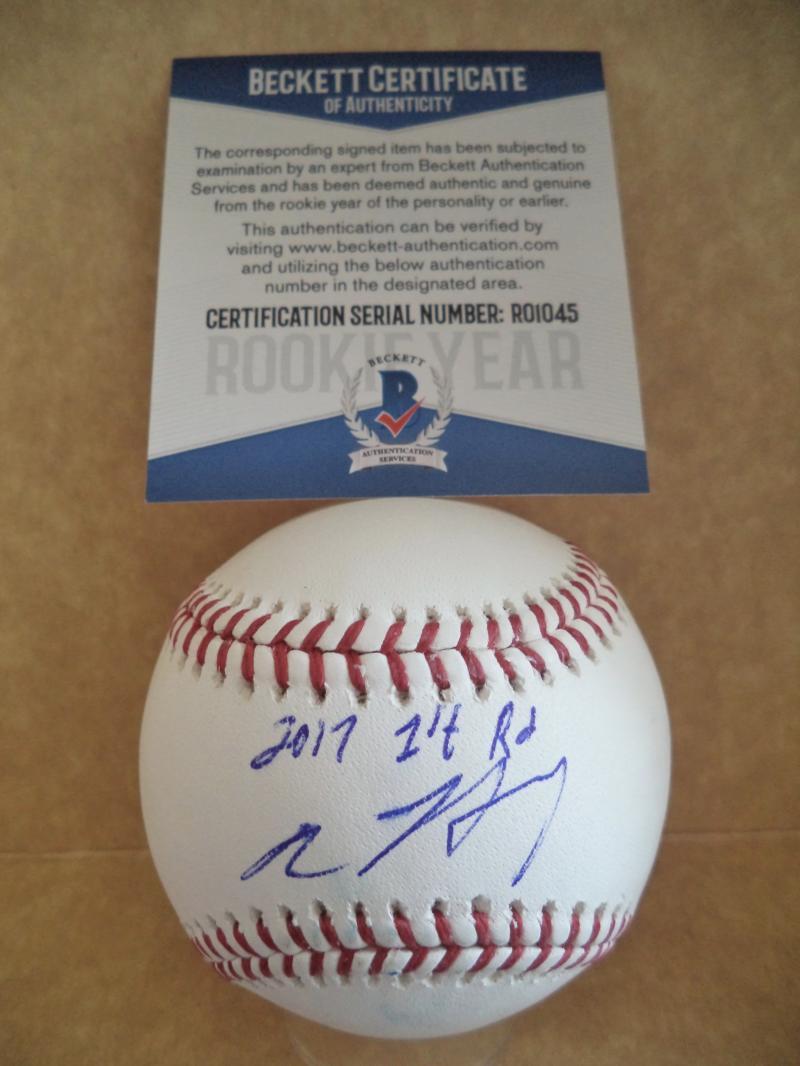 BECKETT CERTIFICATE
OF AUTHENTICITY
The corresponding signed item has been subjected to
examination by an expert from Beckett Authentication
Services and has been deemed authentic and genuine
from the rookie year of the personality or earlier.
This authentication can be verified by
visiting www.beckett-authentication.com
and utilizing the below authentication
number in the designated area.
CERTIFICATION SERIAL NUMBER: R01045
ROOKIE YEAR
BECKETT
B
AUTHENTICATION
SERVICES
2017 1st Rd